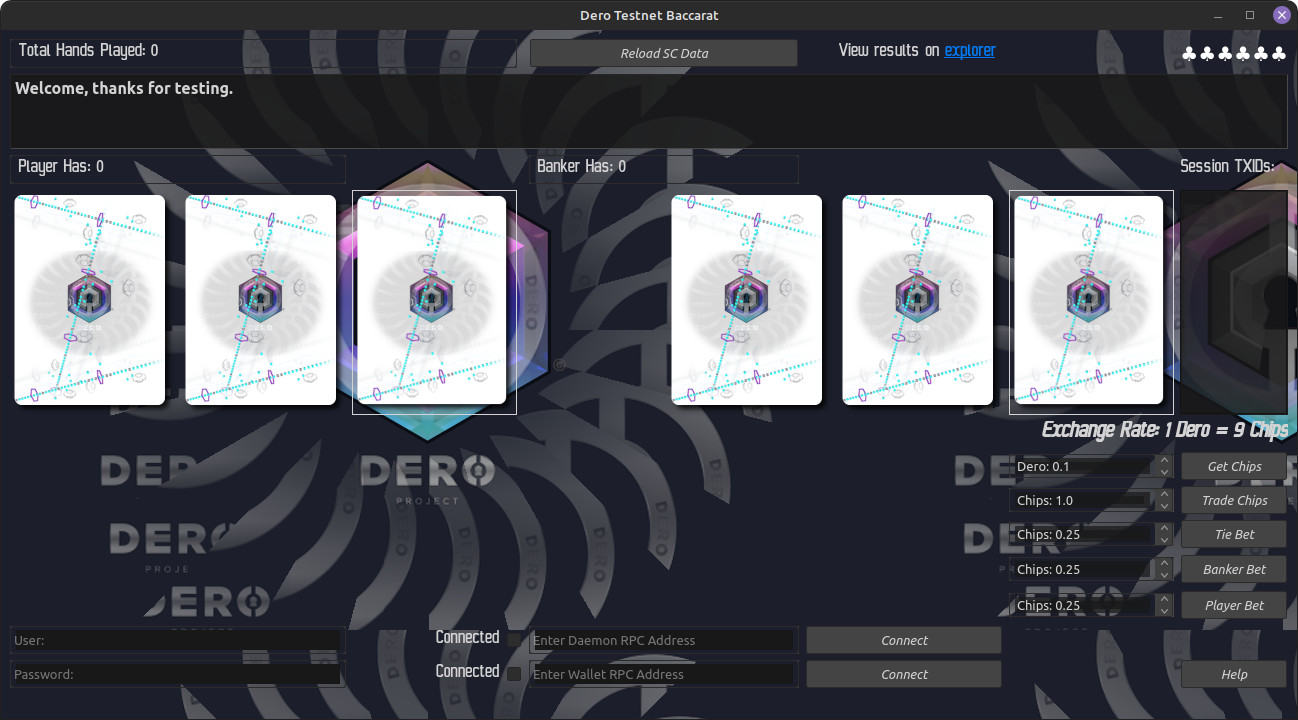 Dero Testnet Baccarat
Total Hands Played: 0
Reload SC Data
View results on explorer
Welcome, thanks for testing.
Player Has: 0
Banker Has: 0
Session TXIDs:
Exchange Rate: 1 Dero = 9 Chips
Dero: 0.1
Get Chips
Chips: 1.0
Trade Chips
Chips: 0.25
Tie Bet
Chips: 0.25
Banker Bet
Chips: 0.25
Player Bet
DERO
PROJECT
User:
Connected
Enter Daemon RPC Address
Connect
Password:
Connected
Enter Wallet RPC Address
Connect
Help